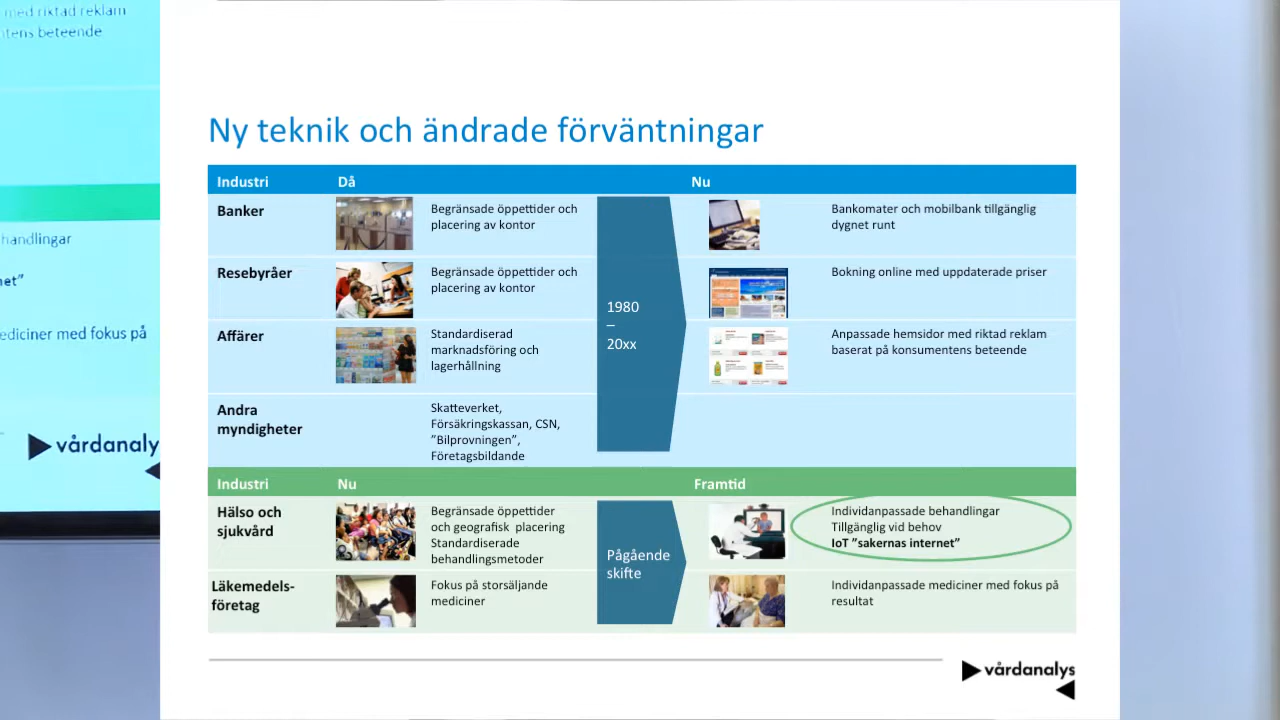 med riktad reklam
ntens beteende
handlingar
net”
ediciner med fokus på
vårdanalys
Ny teknik och ändrade förväntningar
Industri Då Nu
Banker
Begränsade öppettider och
placering av kontor
Bankomater och mobilbank tillgänglig
dygnet runt
Resebyråer
Begränsade öppettider och
placering av kontor
Bokning online med uppdaterade priser
Affärer
Standardiserad
marknadsföring och
lagerhållning
Anpassade hemsidor med riktad reklam
baserat på konsumentens beteende
Andra
myndigheter
Skatteverket,
Försäkringskassan, CSN,
”Bilprovningen”,
Företagsbildande
1980
–
20xx
Industri Nu Framtid
Hälso och
sjukvård
Begränsade öppettider
och geografisk placering
Standardiserade
behandlingsmetoder
Individanpassade behandlingar
Tillgänglig vid behov
IoT ”sakernas internet”
Pågående
skifte
Läkemedels-
företag
Fokus på storsäljande
mediciner
Individanpassade mediciner med fokus på
resultat
vårdanalys